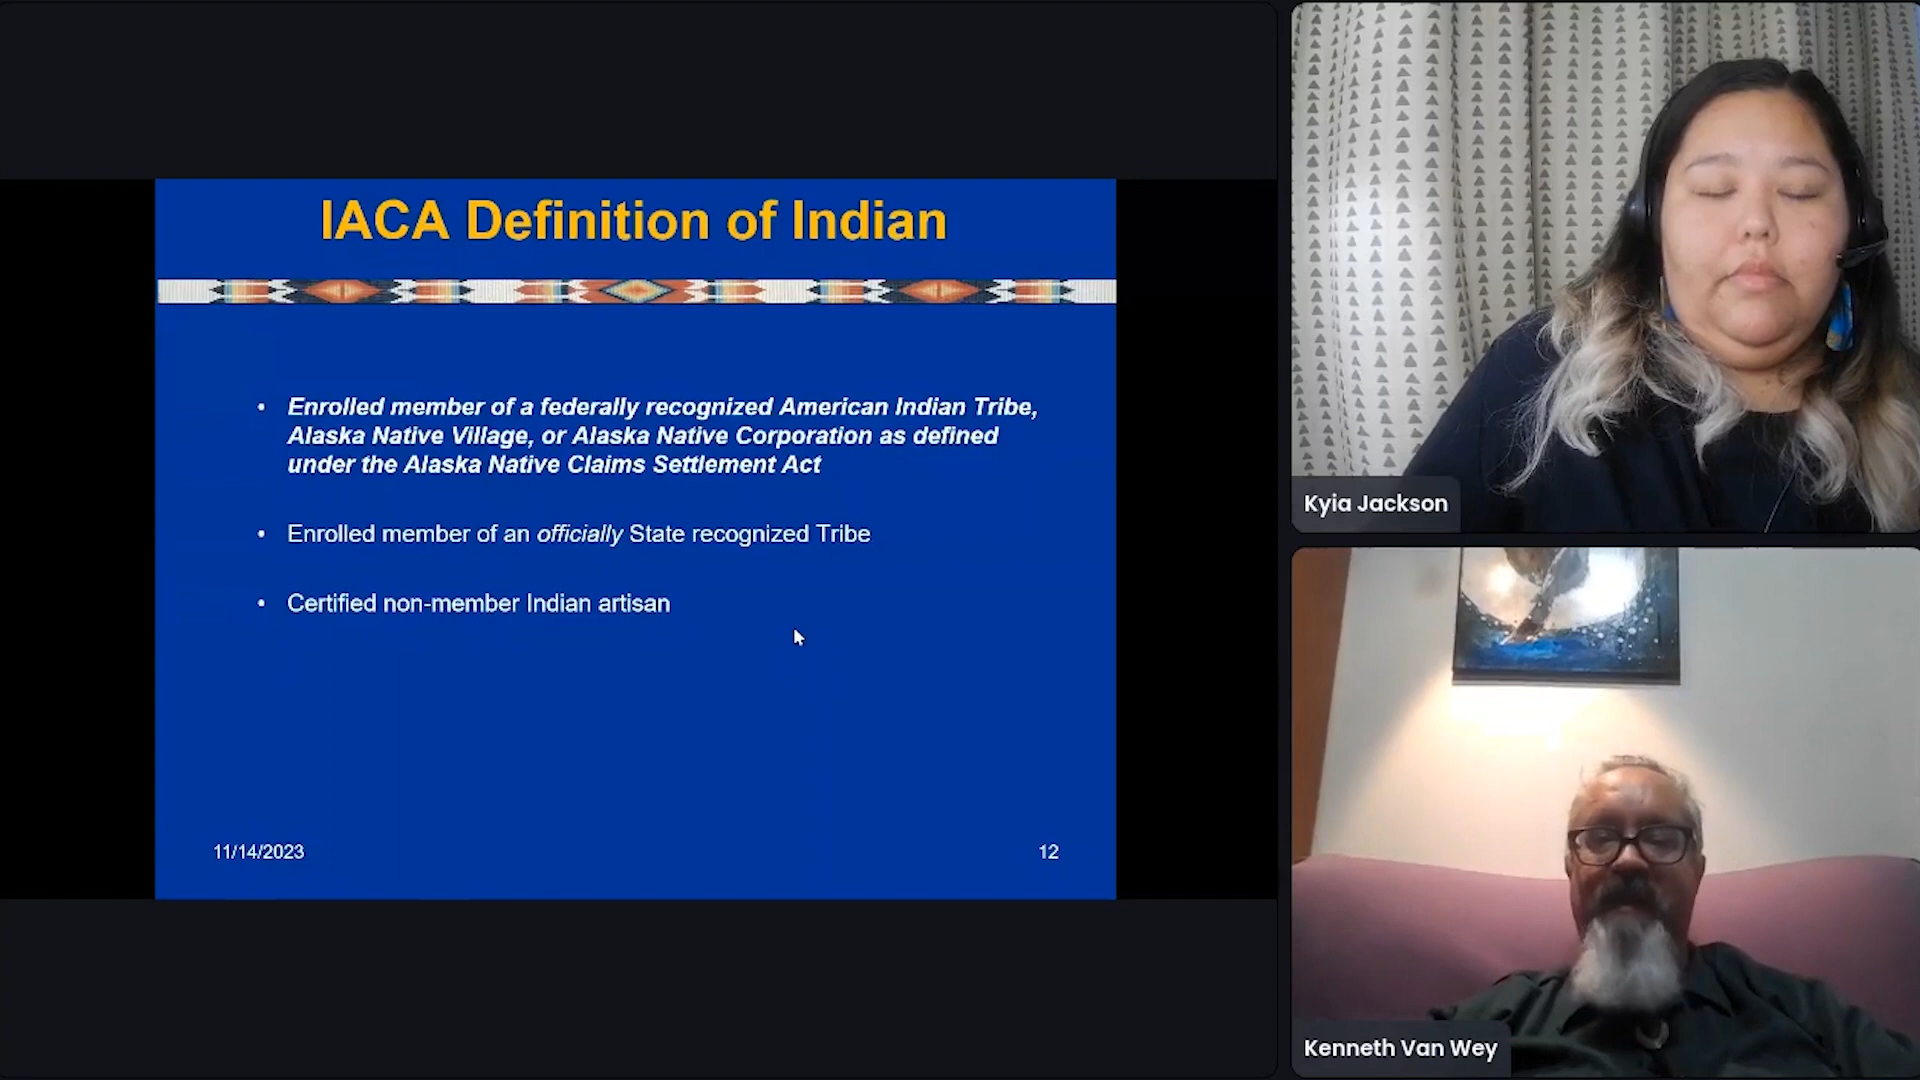 IACA Definition of Indian
• Enrolled member of a federally recognized American Indian Tribe,
Alaska Native Village, or Alaska Native Corporation as defined
under the Alaska Native Claims Settlement Act
• Enrolled member of an officially State recognized Tribe
• Certified non-member Indian artisan
11/14/2023
12
Kyia Jackson
Kenneth Van Wey